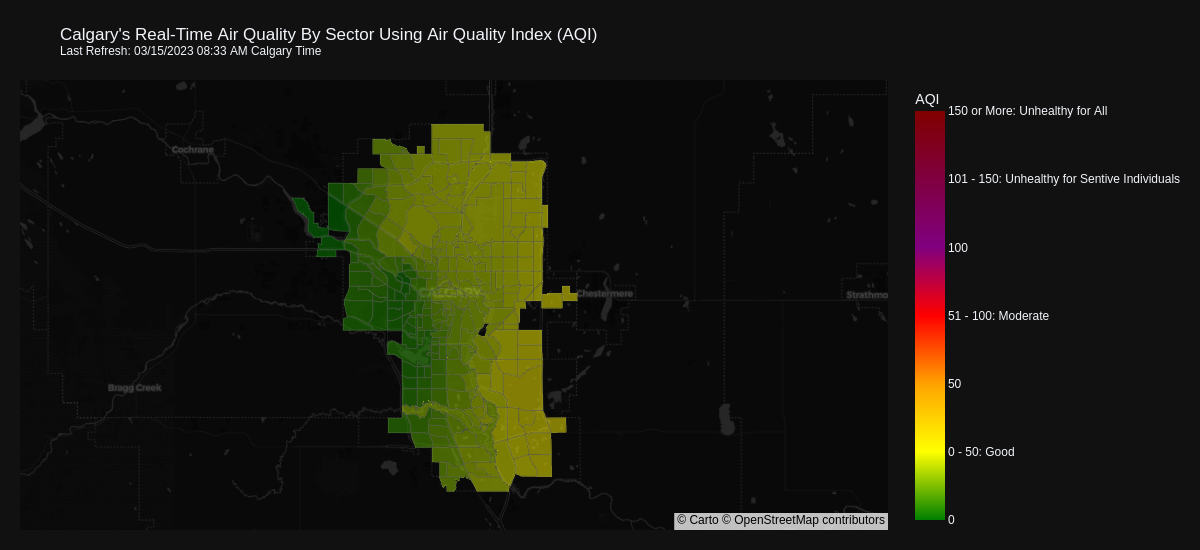 Calgary's Real-Time Air Quality By Sector Using Air Quality Index (AQI)
Last Refresh: 03/15/2023 08:33 AM Calgary Time
AQI
150 or More: Unhealthy for All
Cochrane
101 - 150: Unhealthy for Sentive Individuals
100
CALGARY
Chestermere
Strathmo
51 - 100: Moderate
Bragg Creek
50
0 - 50: Good
0
© Carto © OpenStreetMap contributors